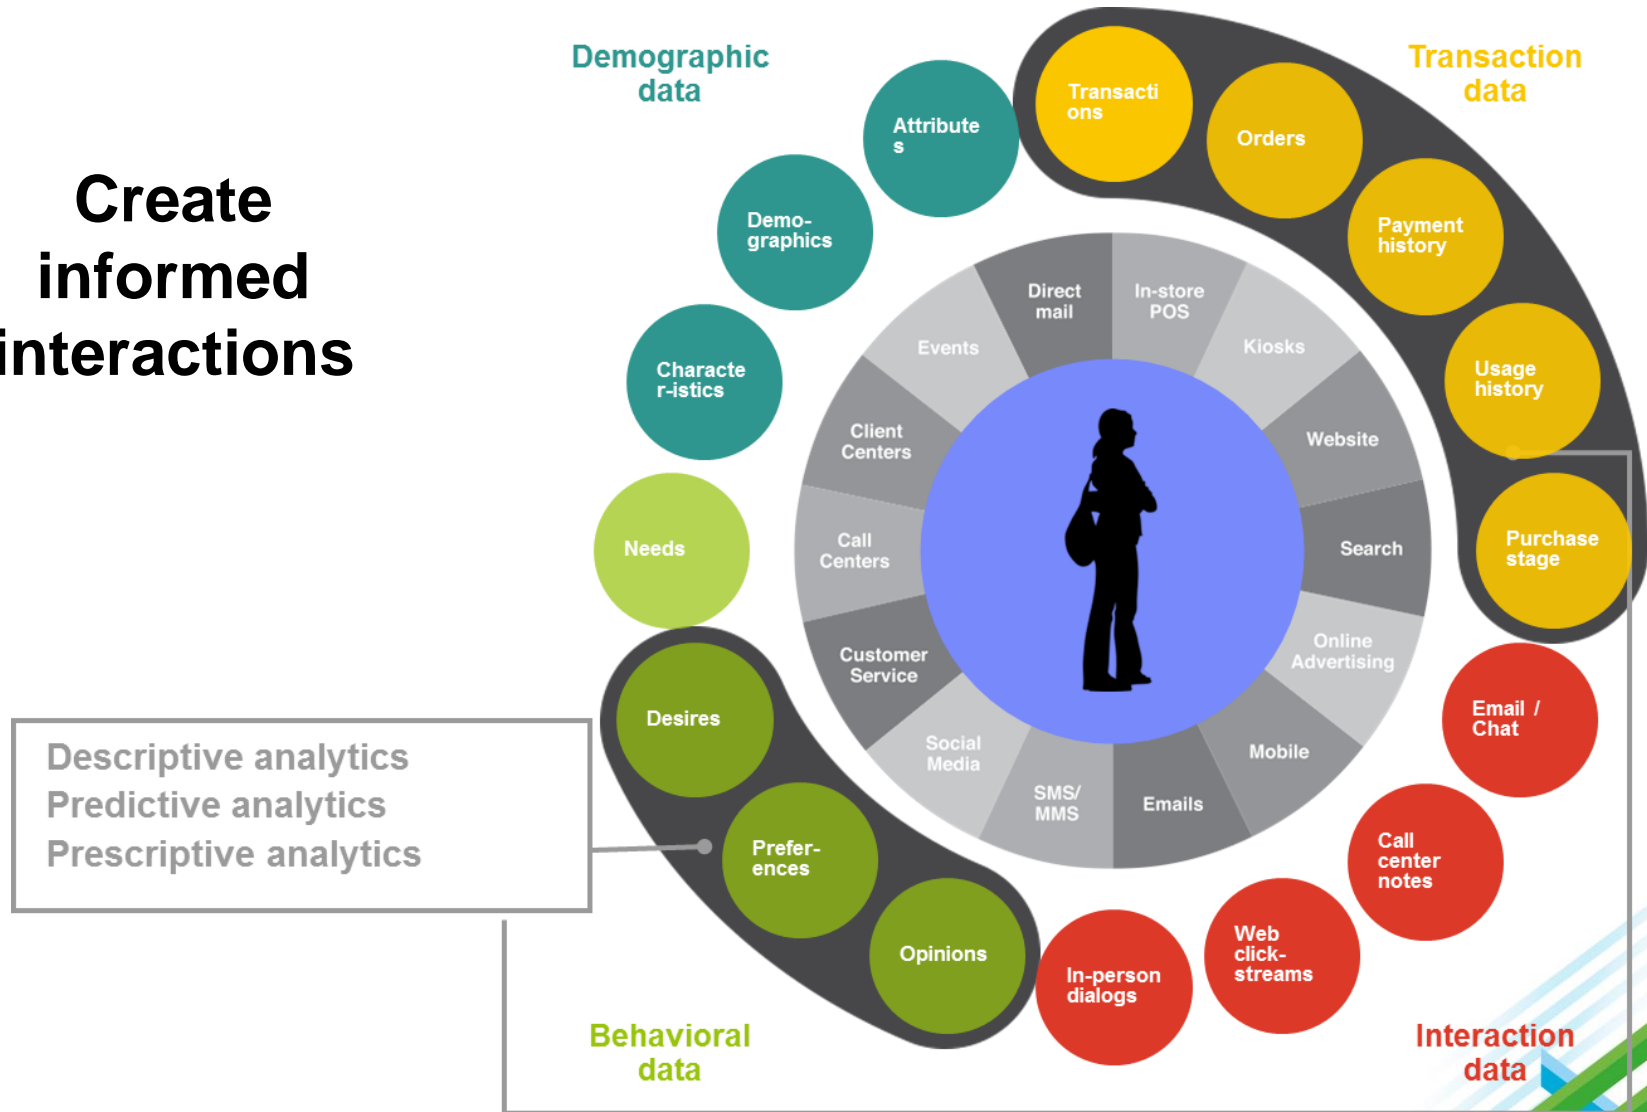 Create
informed
interactions
Demographic
data
Attribute
s
Demo-
graphics
Characte
r-istics
Transaction
data
Transacti
ons
Orders
Payment
history
Usage
history
Purchase
stage
Direct
mail
In-store
POS
Kiosks
Website
Search
Online
Advertising
Mobile
Emails
SMS/
MMS
Social
Media
Customer
Service
Call
Centers
Client
Centers
Events
Needs
Desires
Prefer-
ences
Opinions
Behavioral
data
Descriptive analytics
Predictive analytics
Prescriptive analytics
Email /
Chat
Call
center
notes
Web
click-
streams
In-person
dialogs
Interaction
data